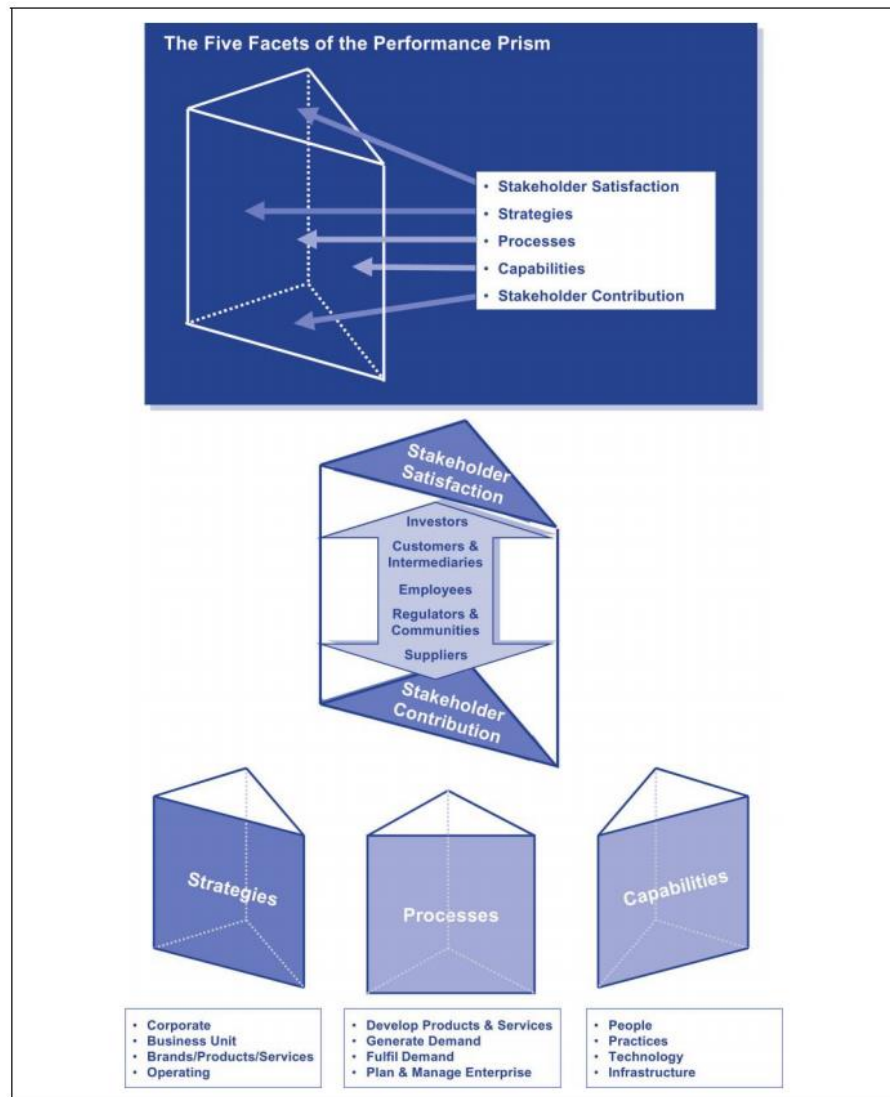 The Five Facets of the Performance Prism
• Stakeholder Satisfaction
• Strategies
• Processes
• Capabilities
• Stakeholder Contribution
Stakeholder
Satisfaction
Investors
Customers &
Intermediaries
Employees
Regulators &
Communities
Suppliers
Stakeholder
Contribution
Strategies
Processes
Capabilities
• Corporate
• Business Unit
• Brands/Products/Services
• Operating
• Develop Products & Services
• Generate Demand
• Fulfil Demand
• Plan & Manage Enterprise
• People
• Practices
• Technology
• Infrastructure